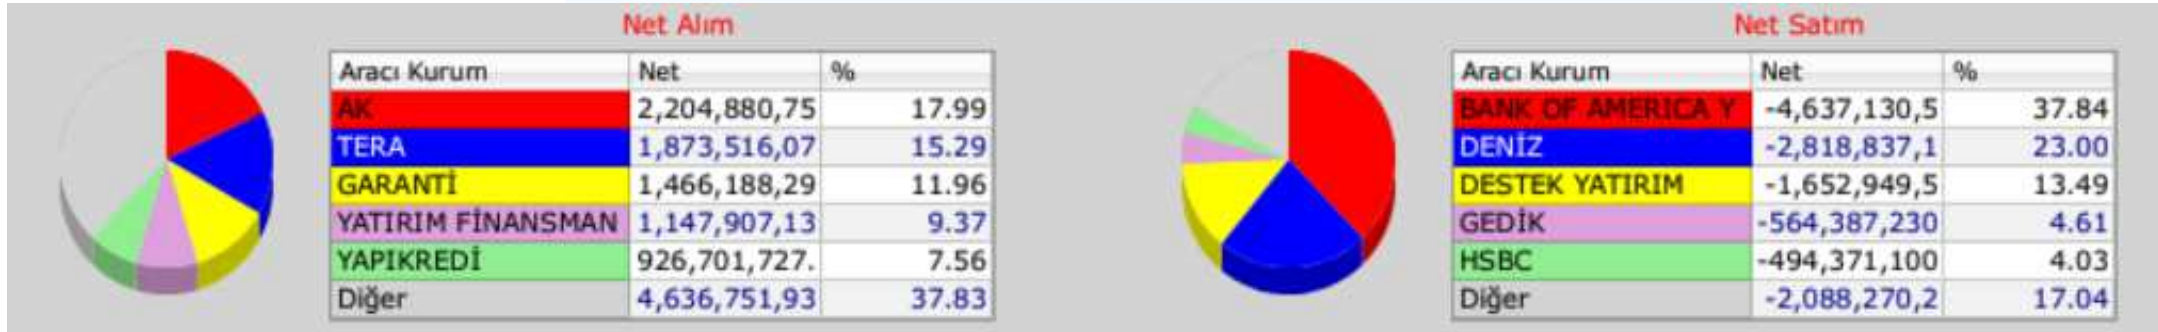 Net Alım
Aracı Kurum Net %
AK 2,204,880,75 17.99
TERA 1,873,516,07 15.29
GARANTİ 1,466,188,29 11.96
YATIRIM FİNANSMAN 1,147,907,13 9.37
YAPIKREDİ 926,701,727. 7.56
Diğer 4,636,751,93 37.83
Net Satım
Aracı Kurum Net %
BANK OF AMERICA Y -4,637,130,5 37.84
DENİZ -2,818,837,1 23.00
DESTEK YATIRIM -1,652,949,5 13.49
GEDİK -564,387,230 4.61
HSBC -494,371,100 4.03
Diğer -2,088,270,2 17.04